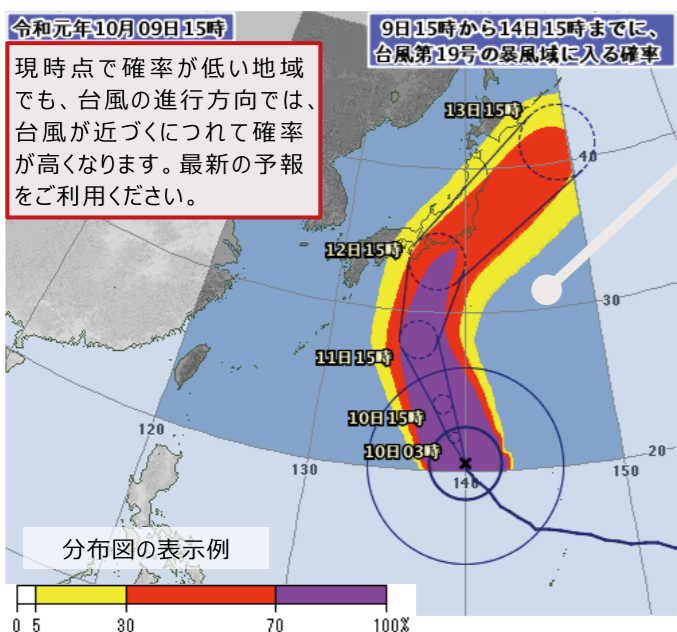 令和元年10月09日15時
9日15時から14日15時までに、
台風第19号の暴風域に入る確率
現時点で確率が低い地域
でも、台風の進行方向では、
台風が近づくにつれて確率
が高くなります。最新の予報
をご利用ください。
13日15時
40
12日15時
30
11日15時
10日15時
120
10日03時
20
130
140
150
分布図の表示例
0 5 30 70 100%